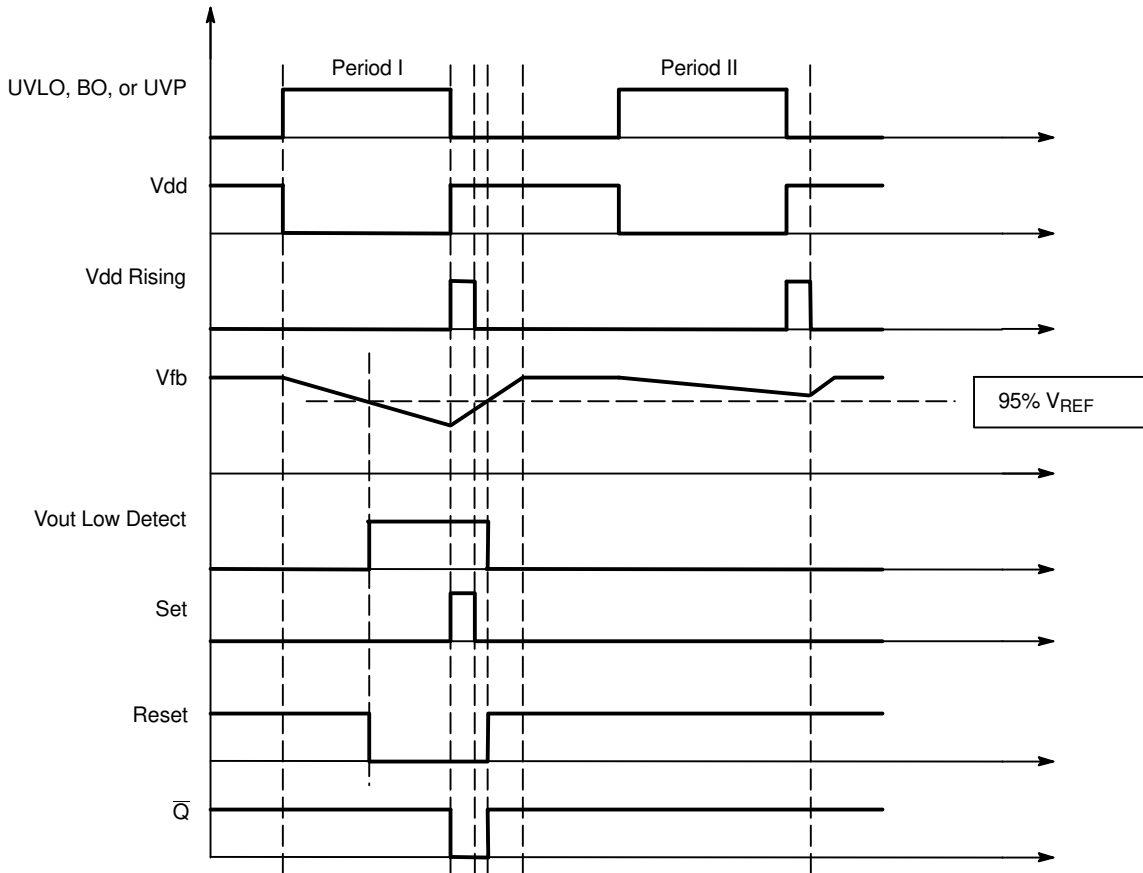 Period I
Period II
UVLO, BO, or UVP
Vdd
Vdd Rising
Vfb
95% VREF
Vout Low Detect
Set
Reset
Q̅